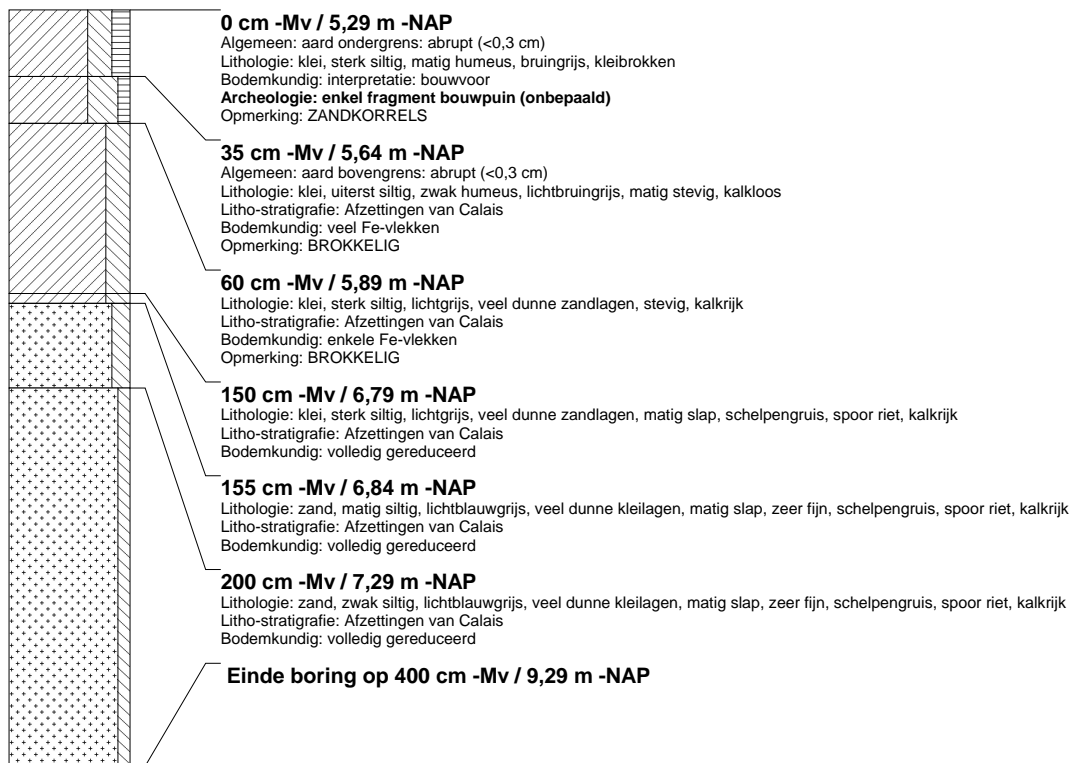 0 cm -Mv / 5,29 m -NAP
Algemeen: aard ondergrens: abrupt (<0,3 cm)
Lithologie: klei, sterk siltig, matig humeus, bruingrijs, kleibrokken
Bodemkundig: interpretatie: bouwvoor
Archeologie: enkel fragment bouwpuin (onbepaald)
Opmerking: ZANDKORRELS
35 cm -Mv / 5,64 m -NAP
Algemeen: aard bovengrens: abrupt (<0,3 cm)
Lithologie: klei, uiterst siltig, zwak humeus, lichtbruingrijs, matig stevig, kalkloos
Litho-stratigrafie: Afzettingen van Calais
Bodemkundig: veel Fe-vlekken
Opmerking: BROKKELIG
60 cm -Mv / 5,89 m -NAP
Lithologie: klei, sterk siltig, lichtgrijs, veel dunne zandlagen, stevig, kalkrijk
Litho-stratigrafie: Afzettingen van Calais
Bodemkundig: enkele Fe-vlekken
Opmerking: BROKKELIG
150 cm -Mv / 6,79 m -NAP
Lithologie: klei, sterk siltig, lichtgrijs, veel dunne zandlagen, matig slap, schelpengruis, spoor riet, kalkrijk
Litho-stratigrafie: Afzettingen van Calais
Bodemkundig: volledig gereduceerd
155 cm -Mv / 6,84 m -NAP
Lithologie: zand, matig siltig, lichtblauwgrijs, veel dunne kleilagen, matig slap, zeer fijn, schelpengruis, spoor riet, kalkrijk
Litho-stratigrafie: Afzettingen van Calais
Bodemkundig: volledig gereduceerd
200 cm -Mv / 7,29 m -NAP
Lithologie: zand, zwak siltig, lichtblauwgrijs, veel dunne kleilagen, matig slap, zeer fijn, schelpengruis, spoor riet, kalkrijk
Litho-stratigrafie: Afzettingen van Calais
Bodemkundig: volledig gereduceerd
Einde boring op 400 cm -Mv / 9,29 m -NAP